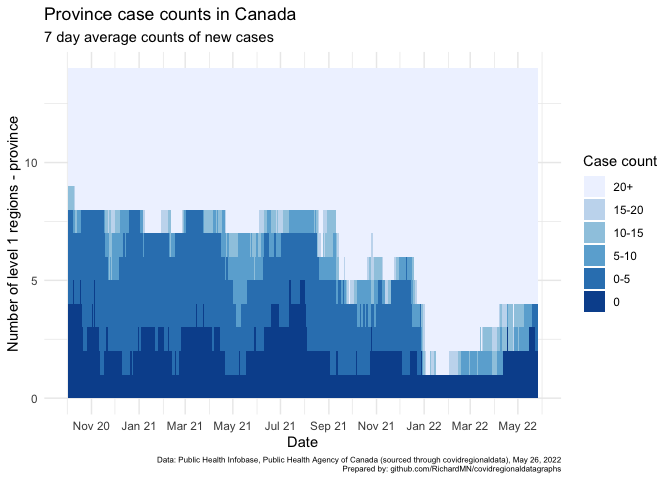 Province case counts in Canada
7 day average counts of new cases
Number of level 1 regions - province
10
5
0
Nov 20 Jan 21 Mar 21 May 21 Jul 21 Sep 21 Nov 21 Jan 22 Mar 22 May 22
Date
Case count
20+
15-20
10-15
5-10
0-5
0
Data: Public Health Infobase, Public Health Agency of Canada (sourced through covidregionaldata), May 26, 2022
Prepared by: github.com/RichardMN/covidregionaldatagraphs